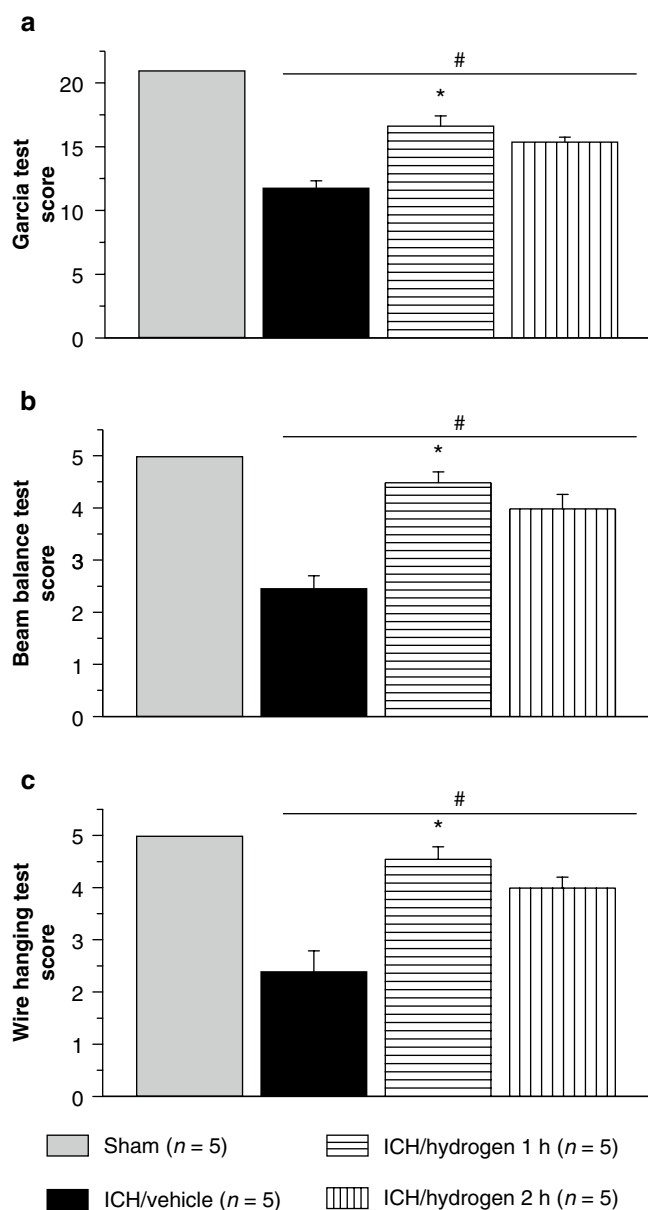 a
#
*
20
15
10
5
0
Garcia test
score
b
#
*
5
4
3
2
1
0
Beam balance test
score
c
#
*
5
4
3
2
1
0
Wire hanging test
score
Sham (n = 5)
ICH/hydrogen 1 h (n = 5)
ICH/vehicle (n = 5)
ICH/hydrogen 2 h (n = 5)